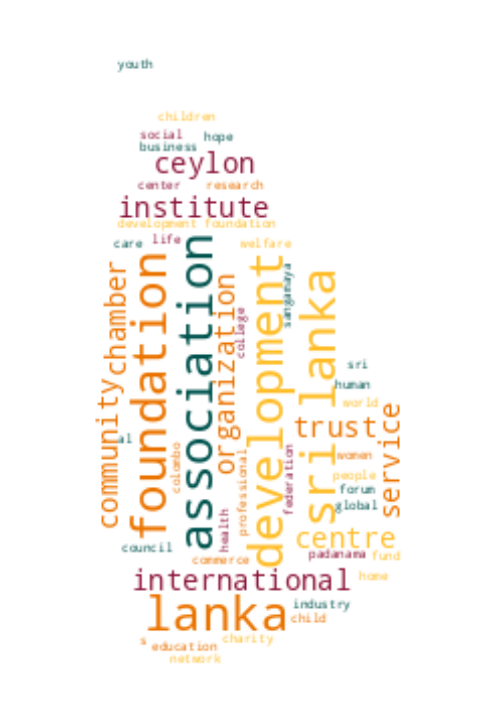 youth
children
social hope
business
ceylon
center research
institute
development foundation
care life welfare
community
chamber
foundation
association
organization
college
development
sanganaya
sri lanka
sri
human
world
trust
service
al
colombo
professional
federation
women
people
forum
global
health
centre
council
commerce
padanama fund
international home
lanka
industry
child
s education charity
network